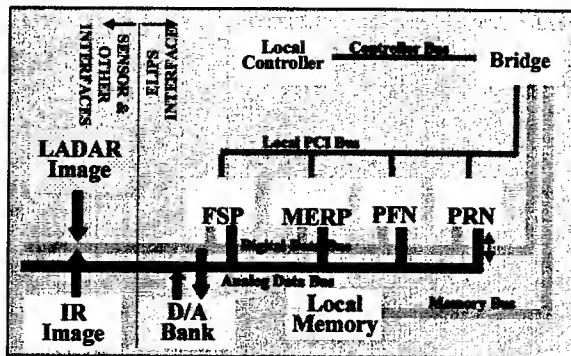 SENSOR &
OTHER
INTERFACES
ELIPS
INTERFACE
Local
Controller
Controller Bus
Bridge
Local PCI Bus
LADAR
Image
FSP
MERP
PFN
PRN
Digital Data Bus
Analog Data Bus
IR
Image
D/A
Bank
Local
Memory
Memory Bus